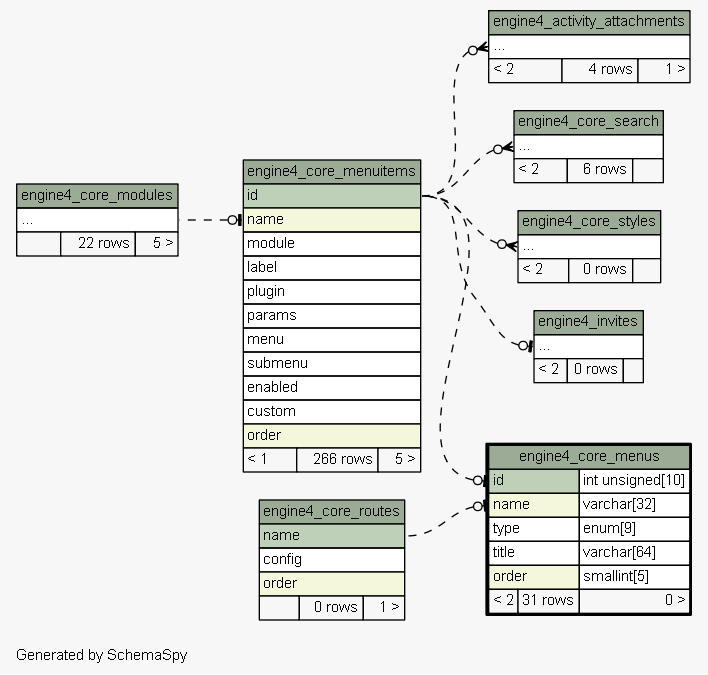 engine4_activity_attachments
...
< 2 4 rows 1 >
engine4_core_search
...
< 2 6 rows
engine4_core_modules
...
22 rows 5 >
engine4_core_menuitems
id
name
module
label
plugin
params
menu
submenu
enabled
custom
order
< 1 266 rows 5 >
engine4_core_styles
...
< 2 0 rows
engine4_invites
...
< 2 0 rows
engine4_core_menus
id int unsigned[10]
name varchar[32]
type enum[9]
title varchar[64]
order smallint[5]
< 2 31 rows 0 >
engine4_core_routes
name
config
order
0 rows 1 >
Generated by SchemaSpy